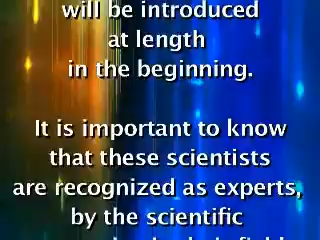 will be introduced
at length
in the beginning.
It is important to know
that these scientists
are recognized as experts,
by the scientific